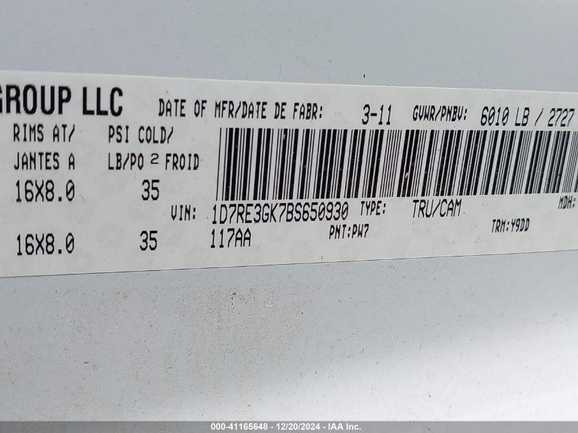 GROUP LLC DATE OF MFR/DATE DE FABR: 3-11 GVWR/PNBV: 6010 LB / 2727
RIMS AT/ PSI COLD/
JANTES A LB/PO 2 FROID
16X8.0 35 MDH:
VIN: 1D7RE3GK7BS650930 TYPE: TRU/CAM
16X8.0 35 117AA PNT:PW7 TRM:Y9DD
000-41165648 - 12/20/2024 - IAA Inc.